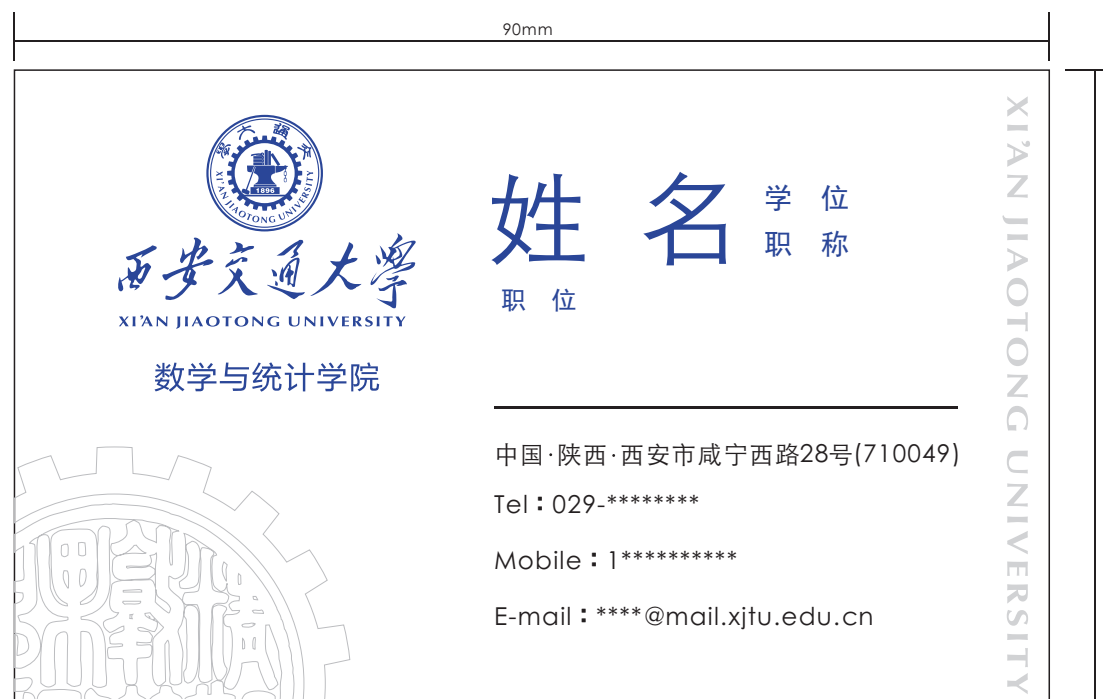 90mm
學大通交
XI'AN JIAOTONG UNIVERSITY
1896
西安交通大學
XI'AN JIAOTONG UNIVERSITY
数学与统计学院
姓 名
学 位
职 称
职 位
中国·陕西·西安市咸宁西路28号(710049)
Tel：029-********
Mobile：1**********
E-mail：****@mail.xjtu.edu.cn
XI'AN JIAOTONG UNIVERSITY